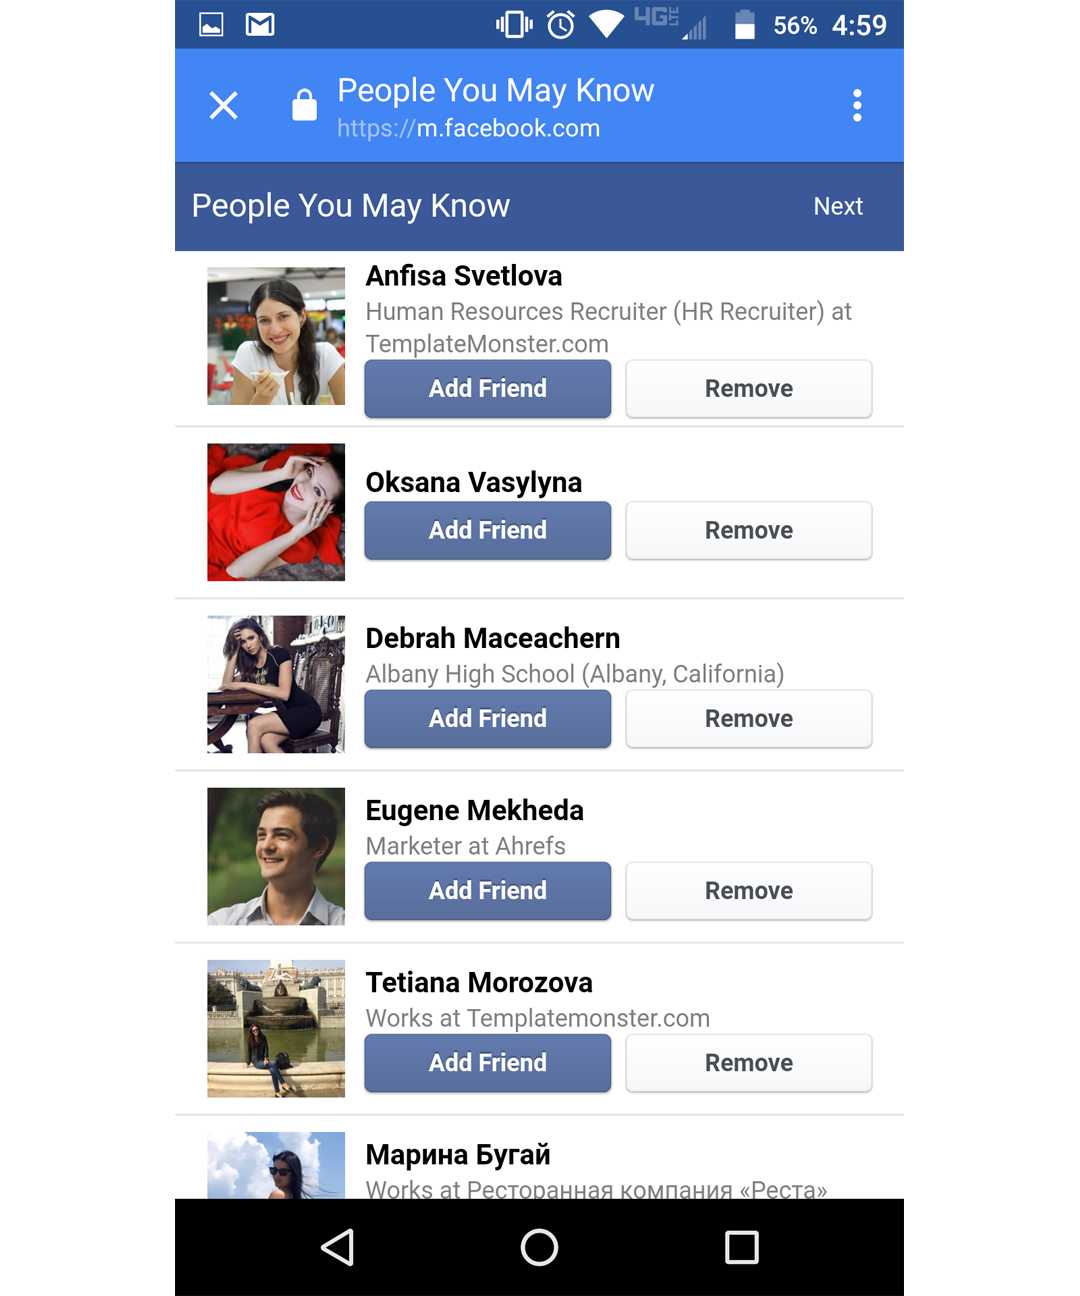 4G LTE 56% 4:59
People You May Know
https://m.facebook.com
People You May Know Next
Anfisa Svetlova
Human Resources Recruiter (HR Recruiter) at
TemplateMonster.com
Add Friend Remove
Oksana Vasylyna
Add Friend Remove
Debrah Maceachern
Albany High School (Albany, California)
Add Friend Remove
Eugene Mekheda
Marketer at Ahrefs
Add Friend Remove
Tetiana Morozova
Works at Templatemonster.com
Add Friend Remove
Марина Бугай
Works at Ресторанная компания «Реста»